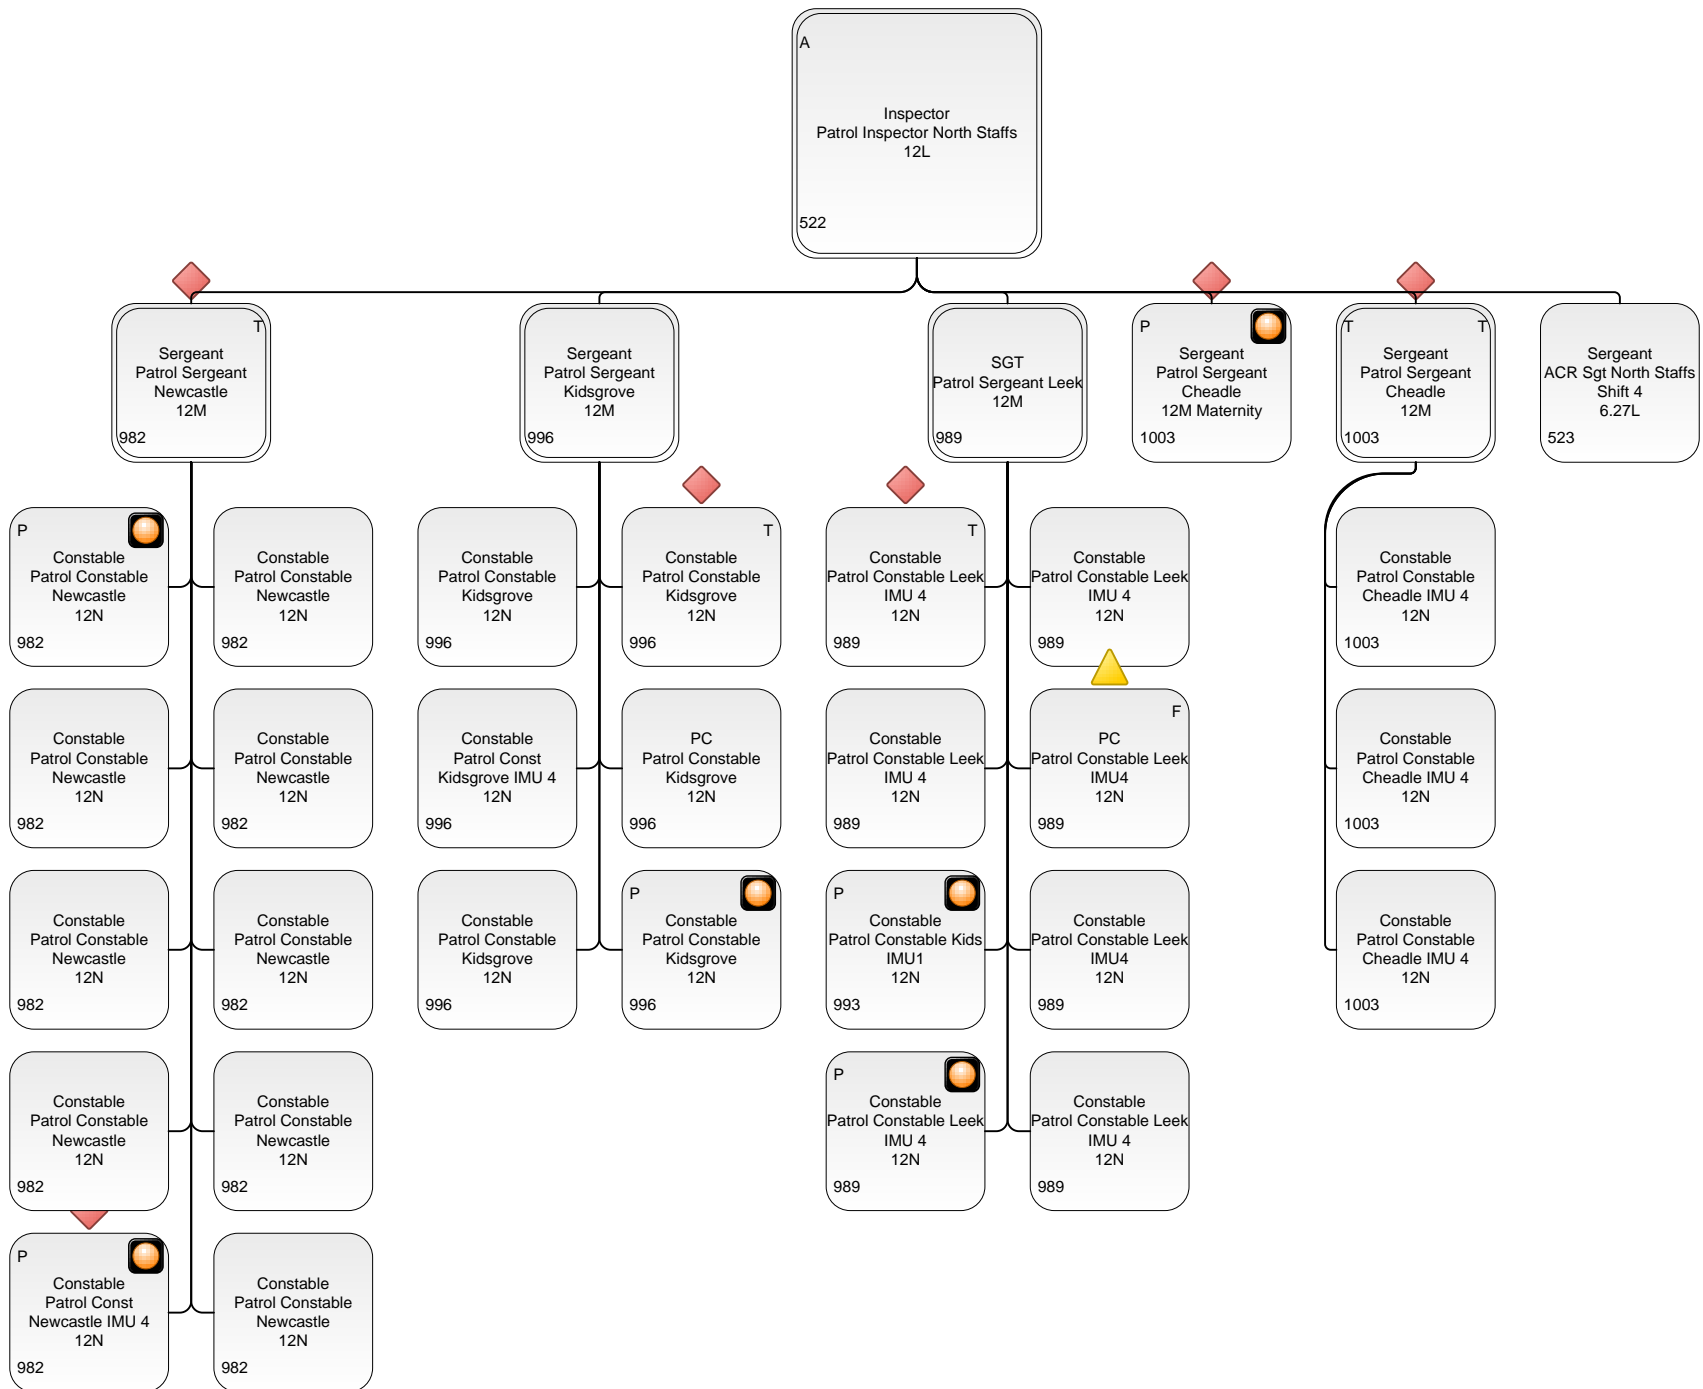 A
Inspector
Patrol Inspector North Staffs
12L
522
T
Sergeant
Patrol Sergeant
Newcastle
12M
982
Sergeant
Patrol Sergeant
Kidsgrove
12M
996
SGT
Patrol Sergeant Leek
12M
989
P
Sergeant
Patrol Sergeant
Cheadle
12M Maternity
1003
T T
Sergeant
Patrol Sergeant
Cheadle
12M
1003
Sergeant
ACR Sgt North Staffs
Shift 4
6.27L
523
P
Constable
Patrol Constable
Newcastle
12N
982
Constable
Patrol Constable
Newcastle
12N
982
Constable
Patrol Constable
Kidsgrove
12N
996
T
Constable
Patrol Constable
Kidsgrove
12N
996
T
Constable
Patrol Constable Leek
IMU 4
12N
989
Constable
Patrol Constable Leek
IMU 4
12N
989
Constable
Patrol Constable
Cheadle IMU 4
12N
1003
Constable
Patrol Constable
Newcastle
12N
982
Constable
Patrol Constable
Newcastle
12N
982
Constable
Patrol Const
Kidsgrove IMU 4
12N
996
PC
Patrol Constable
Kidsgrove
12N
996
Constable
Patrol Constable Leek
IMU 4
12N
989
F
PC
Patrol Constable Leek
IMU4
12N
989
Constable
Patrol Constable
Cheadle IMU 4
12N
1003
Constable
Patrol Constable
Newcastle
12N
982
Constable
Patrol Constable
Newcastle
12N
982
Constable
Patrol Constable
Kidsgrove
12N
996
P
Constable
Patrol Constable
Kidsgrove
12N
996
P
Constable
Patrol Constable Kids
IMU1
12N
993
Constable
Patrol Constable Leek
IMU4
12N
989
Constable
Patrol Constable
Cheadle IMU 4
12N
1003
Constable
Patrol Constable
Newcastle
12N
982
Constable
Patrol Constable
Newcastle
12N
982
P
Constable
Patrol Constable Leek
IMU 4
12N
989
Constable
Patrol Constable Leek
IMU 4
12N
989
P
Constable
Patrol Const
Newcastle IMU 4
12N
982
Constable
Patrol Constable
Newcastle
12N
982